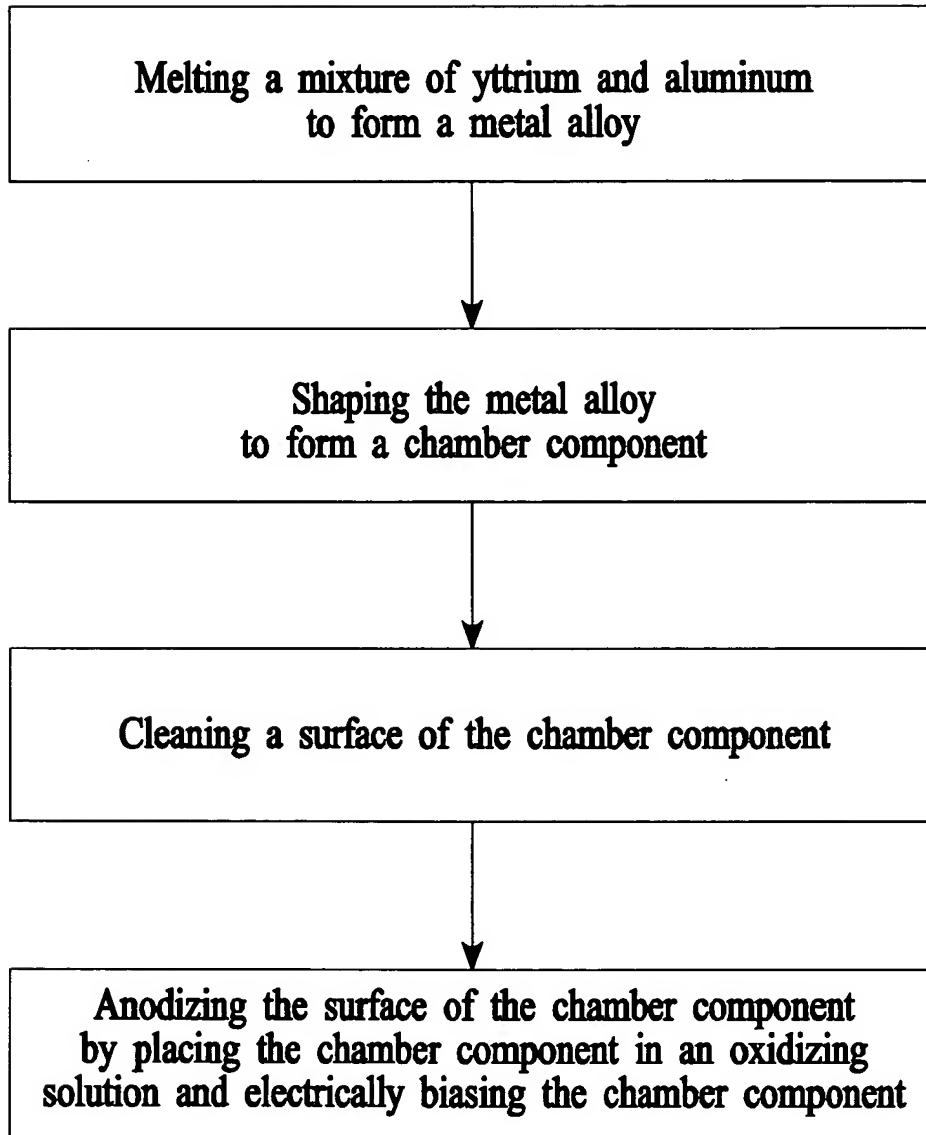 Melting a mixture of yttrium and aluminum
to form a metal alloy
Shaping the metal alloy
to form a chamber component
Cleaning a surface of the chamber component
Anodizing the surface of the chamber component
by placing the chamber component in an oxidizing
solution and electrically biasing the chamber component